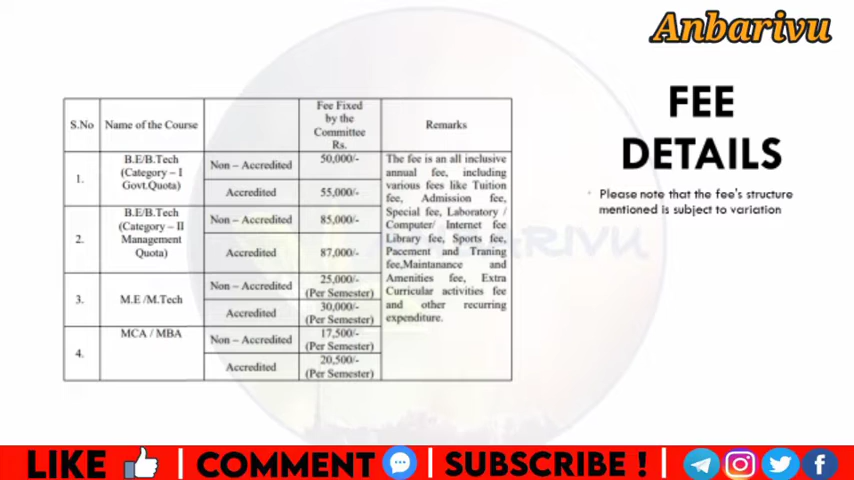 Anbarivu
FEE
DETAILS
Please note that the fee's structure
mentioned is subject to variation
S.No Name of the Course Fee Fixed by the Committee Rs. Remarks
1. B.E/B.Tech (Category – I Govt.Quota) Non – Accredited 50,000/-
Accredited 55,000/-
2. B.E/B.Tech (Category – II Management Quota) Non – Accredited 85,000/-
Accredited 87,000/-
3. M.E /M.Tech Non – Accredited 25,000/- (Per Semester)
Accredited 30,000/- (Per Semester)
4. MCA / MBA Non – Accredited 17,500/- (Per Semester)
Accredited 20,500/- (Per Semester)
The fee is an all inclusive
annual fee, including
various fees like Tuition
fee, Admission fee,
Special fee, Laboratory /
Computer/ Internet fee
Library fee, Sports fee,
Pacement and Traning
fee,Maintanance and
Amenities fee, Extra
Curricular activities fee
and other recurring
expenditure.
LIKE | COMMENT | SUBSCRIBE ! |